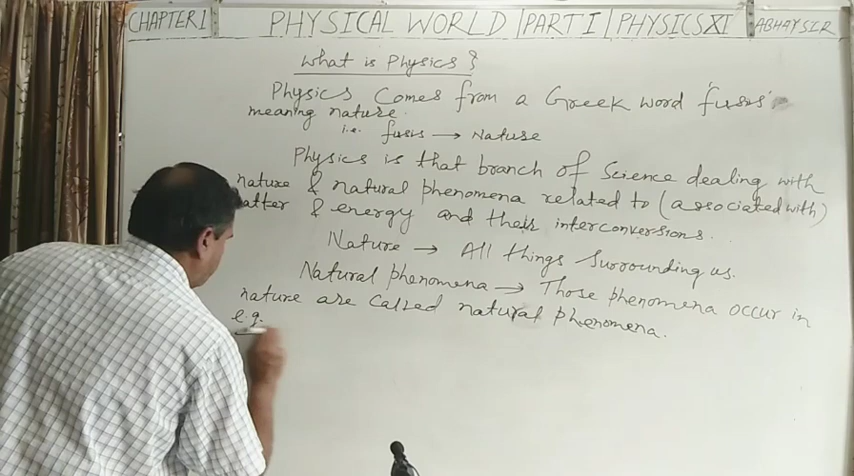 CHAPTER 1 PHYSICAL WORLD | PART I | PHYSICS XI ABHAY SIR
What is Physics?
Physics Comes from a Greek word 'fusis'
meaning nature.
i.e. fusis → Nature
Physics is that branch of Science dealing with
nature & natural phenomena related to (associated with)
atter & energy and their interconversions.
Nature → All things surrounding us.
Natural phenomena → Those phenomena occur in
nature are called natural phenomena.
e.g.